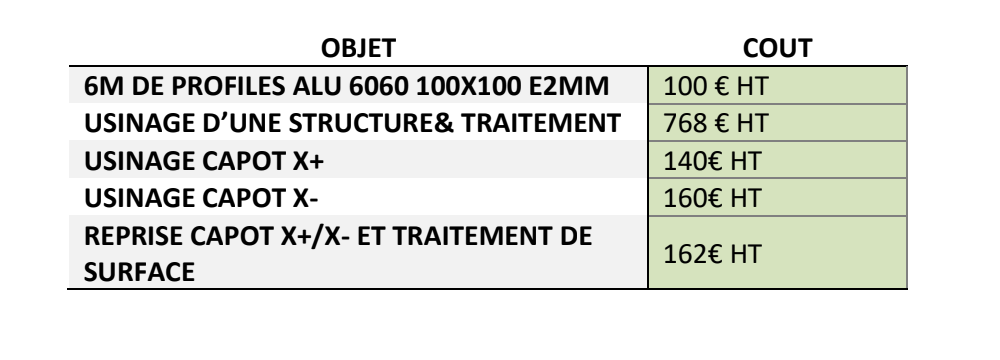 OBJET COUT
6M DE PROFILES ALU 6060 100X100 E2MM 100 € HT
USINAGE D’UNE STRUCTURE& TRAITEMENT 768 € HT
USINAGE CAPOT X+ 140€ HT
USINAGE CAPOT X- 160€ HT
REPRISE CAPOT X+/X- ET TRAITEMENT DE
SURFACE 162€ HT